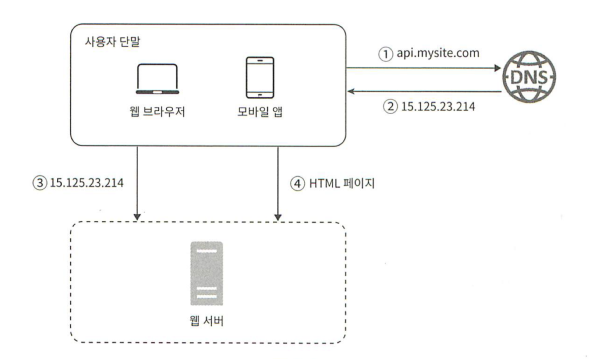 사용자 단말
① api.mysite.com
DNS
웹 브라우저
모바일 앱
② 15.125.23.214
③ 15.125.23.214
④ HTML 페이지
웹 서버